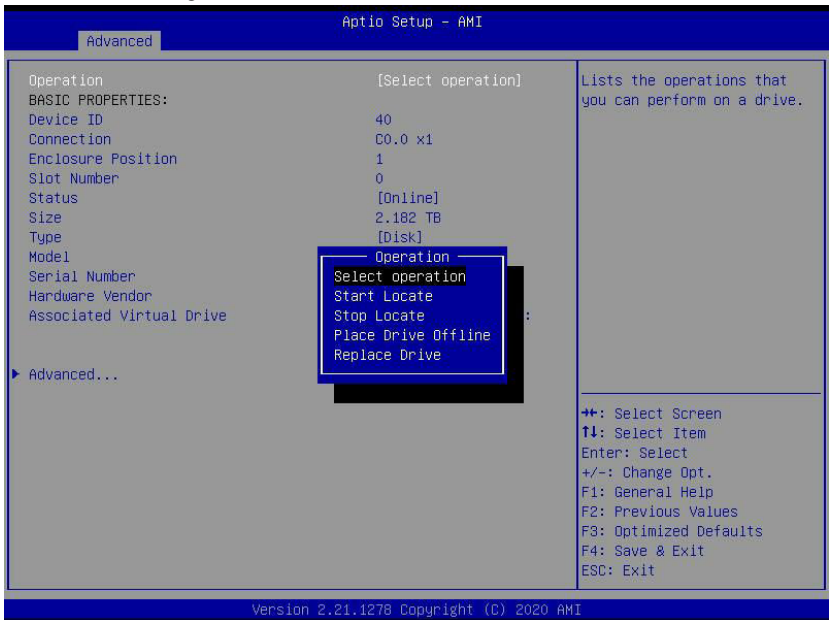 Aptio Setup - AMI
Advanced
Operation [Select operation]
BASIC PROPERTIES:
Device ID 40
Connection C0.0 x1
Enclosure Position 1
Slot Number 0
Status [Online]
Size 2.182 TB
Type [Disk]
Model
Serial Number
Hardware Vendor
Associated Virtual Drive :
Advanced...
Operation
Select operation
Start Locate
Stop Locate
Place Drive Offline
Replace Drive
Lists the operations that
you can perform on a drive.
→←: Select Screen
↑↓: Select Item
Enter: Select
+/-: Change Opt.
F1: General Help
F2: Previous Values
F3: Optimized Defaults
F4: Save & Exit
ESC: Exit
Version 2.21.1278 Copyright (C) 2020 AMI